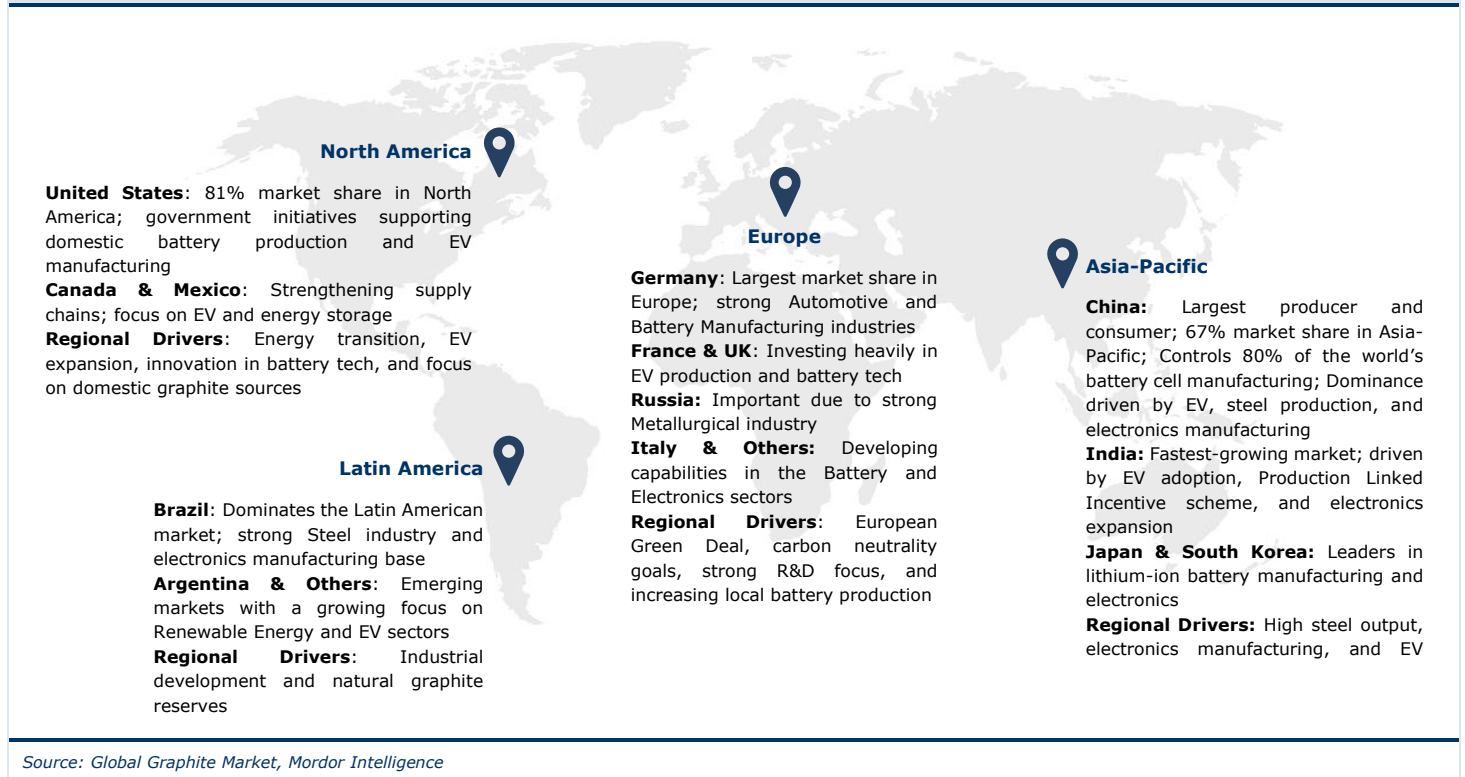 North America
United States: 81% market share in North
America; government initiatives supporting
domestic battery production and EV
manufacturing
Canada & Mexico: Strengthening supply
chains; focus on EV and energy storage
Regional Drivers: Energy transition, EV
expansion, innovation in battery tech, and focus
on domestic graphite sources
Latin America
Brazil: Dominates the Latin American
market; strong Steel industry and
electronics manufacturing base
Argentina & Others: Emerging
markets with a growing focus on
Renewable Energy and EV sectors
Regional Drivers: Industrial
development and natural graphite
reserves
Europe
Germany: Largest market share in
Europe; strong Automotive and
Battery Manufacturing industries
France & UK: Investing heavily in
EV production and battery tech
Russia: Important due to strong
Metallurgical industry
Italy & Others: Developing
capabilities in the Battery and
Electronics sectors
Regional Drivers: European
Green Deal, carbon neutrality
goals, strong R&D focus, and
increasing local battery production
Asia-Pacific
China: Largest producer and
consumer; 67% market share in Asia-
Pacific; Controls 80% of the world's
battery cell manufacturing; Dominance
driven by EV, steel production, and
electronics manufacturing
India: Fastest-growing market; driven
by EV adoption, Production Linked
Incentive scheme, and electronics
expansion
Japan & South Korea: Leaders in
lithium-ion battery manufacturing and
electronics
Regional Drivers: High steel output,
electronics manufacturing, and EV
Source: Global Graphite Market, Mordor Intelligence